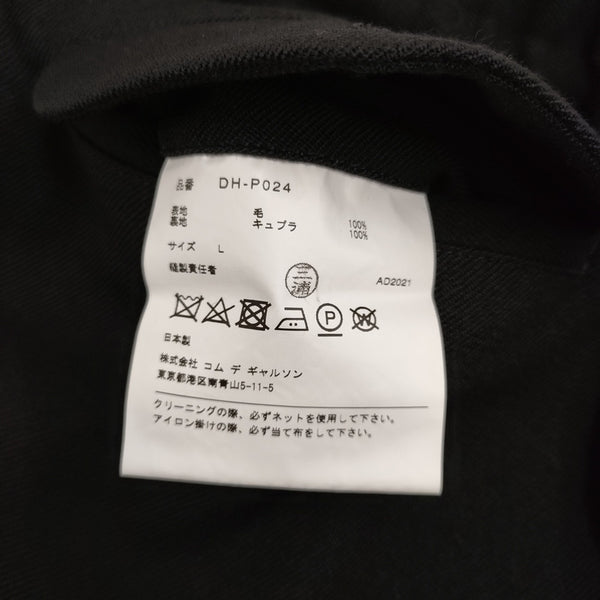 品番 DH-P024
表地 毛 100%
裏地 キュプラ 100%
サイズ L
縫製責任者 三浦 AD2021
P W
日本製
株式会社 コム デ ギャルソン
東京都港区南青山5-11-5
クリーニングの際、必ずネットを使用して下さい。
アイロン掛けの際、必ず当て布をして下さい。